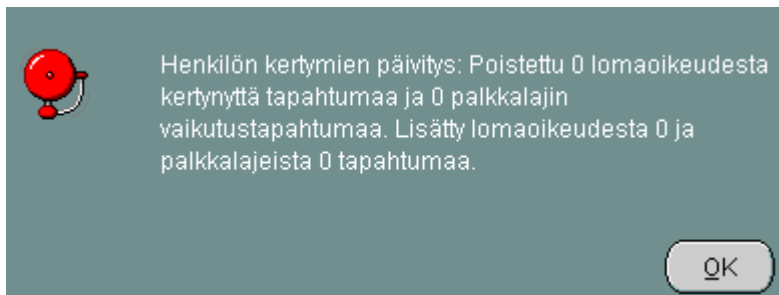 Henkilön kertymien päivitys: Poistettu 0 lomaoikeudesta
kertynyttä tapahtumaa ja 0 palkkalajin
vaikutustapahtumaa. Lisätty lomaoikeudesta 0 ja
palkkalajeista 0 tapahtumaa.
OK